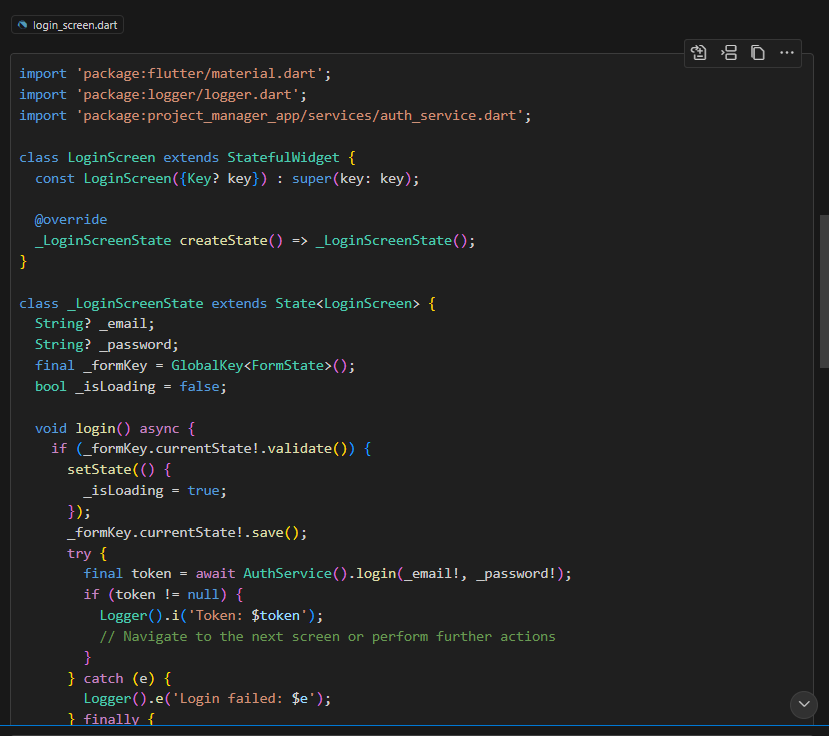 login_screen.dart
import 'package:flutter/material.dart';
import 'package:logger/logger.dart';
import 'package:project_manager_app/services/auth_service.dart';

class LoginScreen extends StatefulWidget {
  const LoginScreen({Key? key}) : super(key: key);

  @override
  _LoginScreenState createState() => _LoginScreenState();
}

class _LoginScreenState extends State<LoginScreen> {
  String? _email;
  String? _password;
  final _formKey = GlobalKey<FormState>();
  bool _isLoading = false;

  void login() async {
    if (_formKey.currentState!.validate()) {
      setState(() {
        _isLoading = true;
      });
      _formKey.currentState!.save();
      try {
        final token = await AuthService().login(_email!, _password!);
        if (token != null) {
          Logger().i('Token: $token');
          // Navigate to the next screen or perform further actions
        }
      } catch (e) {
        Logger().e('Login failed: $e');
      } finally {